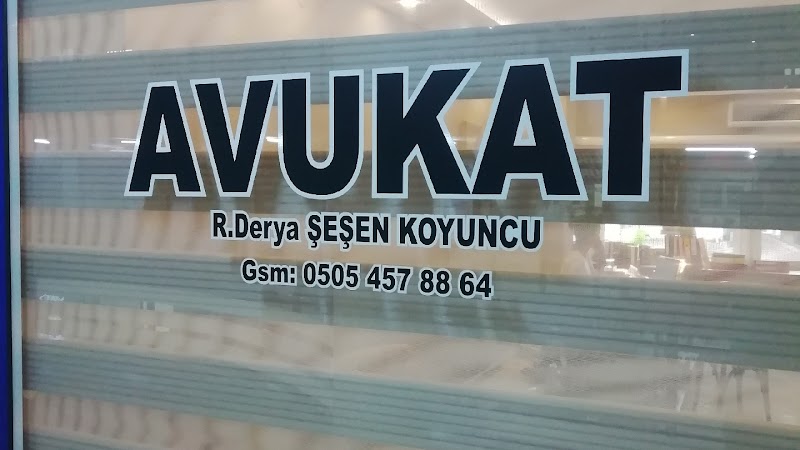 AVUKAT
R.Derya ŞEŞEN KOYUNCU
Gsm: 0505 457 88 64